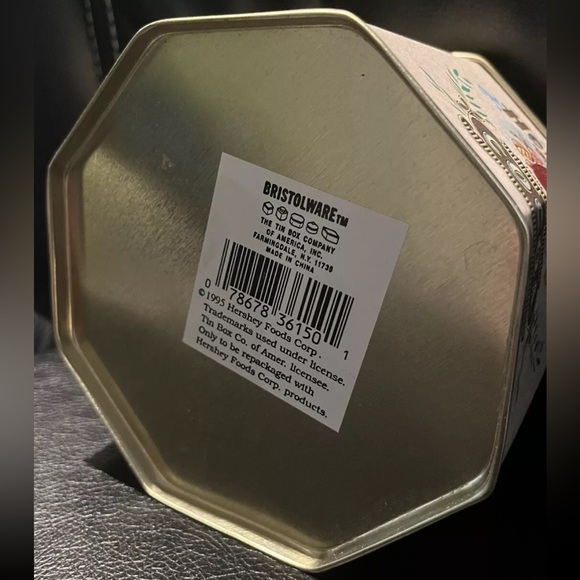 BRISTOLWARE™
THE TIN BOX COMPANY
OF AMERICA, INC.
FARMINGDALE, N.Y. 11735
MADE IN CHINA
0 78678 36150 1
©1995 Hershey Foods Corp.
Trademarks used under license.
Tin Box Co. of Amer. licensee.
Only to be repackaged with
Hershey Foods Corp. products.